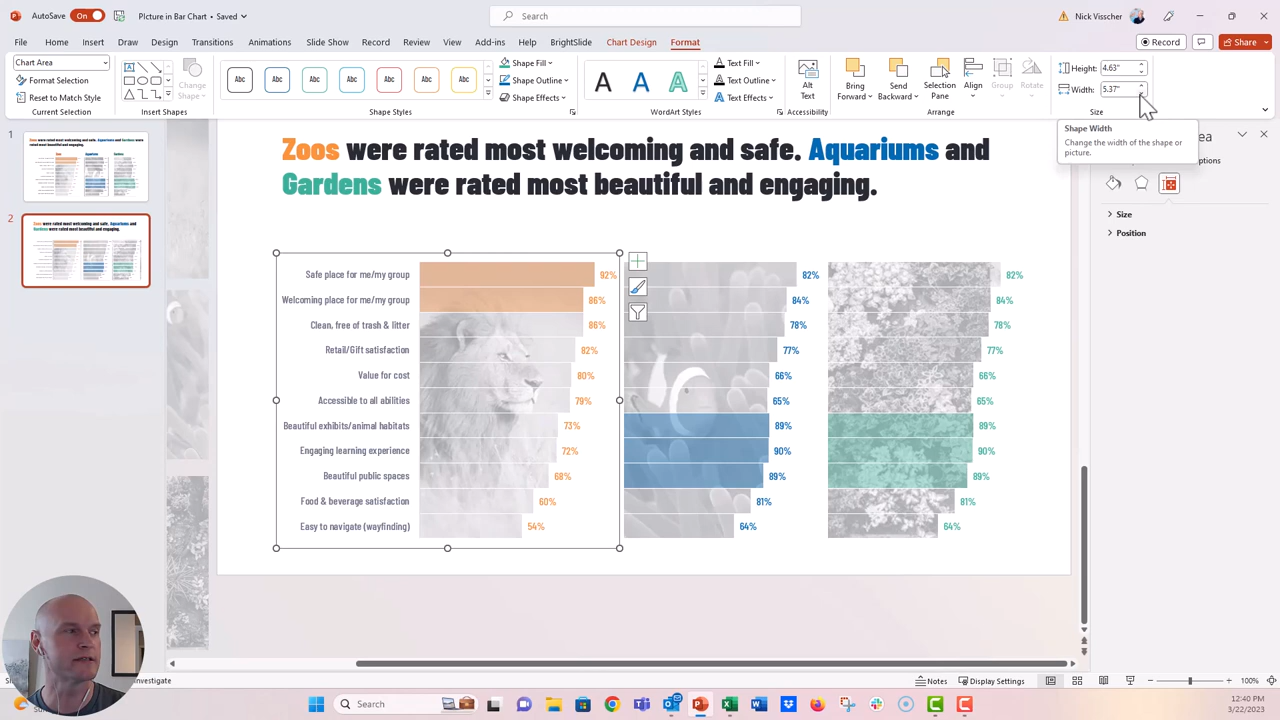 AutoSave
On
Picture in Bar Chart • Saved
Search
Nick Visscher
File
Home
Insert
Draw
Design
Transitions
Animations
Slide Show
Record
Review
View
Add-ins
Help
BrightSlide
Chart Design
Format
Record
Share
Chart Area
Format Selection
Reset to Match Style
Current Selection
Change Shape
Insert Shapes
Abc
Abc
Abc
Abc
Abc
Abc
Abc
Shape Fill
Shape Outline
Shape Effects
Shape Styles
A
A
A
Text Fill
Text Outline
Text Effects
WordArt Styles
Alt Text
Accessibility
Bring Forward
Send Backward
Selection Pane
Align
Group
Rotate
Arrange
Height:
4.63"
Width:
5.37"
Size
Shape Width
Change the width of the shape or
picture.
ea
ptions
Size
Position
1
2
Zoos were rated most welcoming and safe. Aquariums and
Gardens were rated most beautiful and engaging.
Safe place for me/my group 92% 82% 82%
Welcoming place for me/my group 86% 84% 84%
Clean, free of trash & litter 86% 78% 78%
Retail/Gift satisfaction 82% 77% 77%
Value for cost 80% 66% 66%
Accessible to all abilities 79% 65% 65%
Beautiful exhibits/animal habitats 73% 89% 89%
Engaging learning experience 72% 90% 90%
Beautiful public spaces 68% 89% 89%
Food & beverage satisfaction 60% 81% 81%
Easy to navigate (wayfinding) 54% 64% 64%
nvestigate
Notes
Display Settings
100%
Search
12:40 PM
3/22/2023